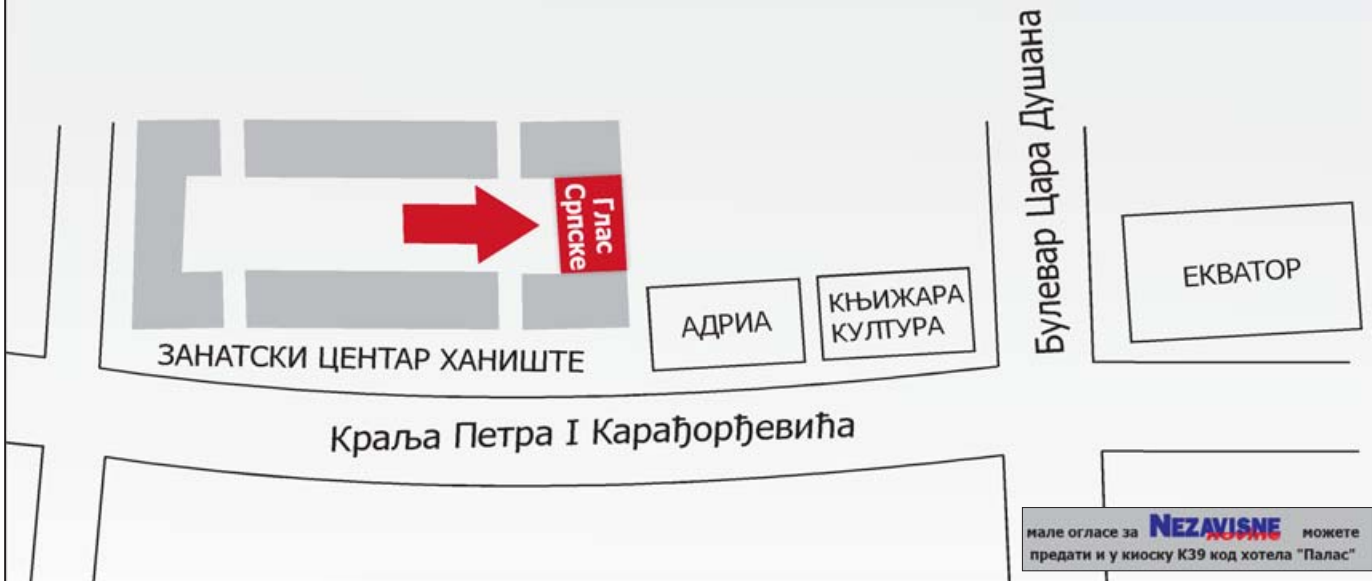 Булевар Цара Душана
Глас
Српске
ЕКВАТОР
АДРИА
КЊИЖАРА
КУЛТУРА
ЗАНАТСКИ ЦЕНТАР ХАНИШТЕ
Краља Петра I Карађорђевића
мале огласе за NEZAVISNE novine можете
предати и у киоску К39 код хотела "Палас"